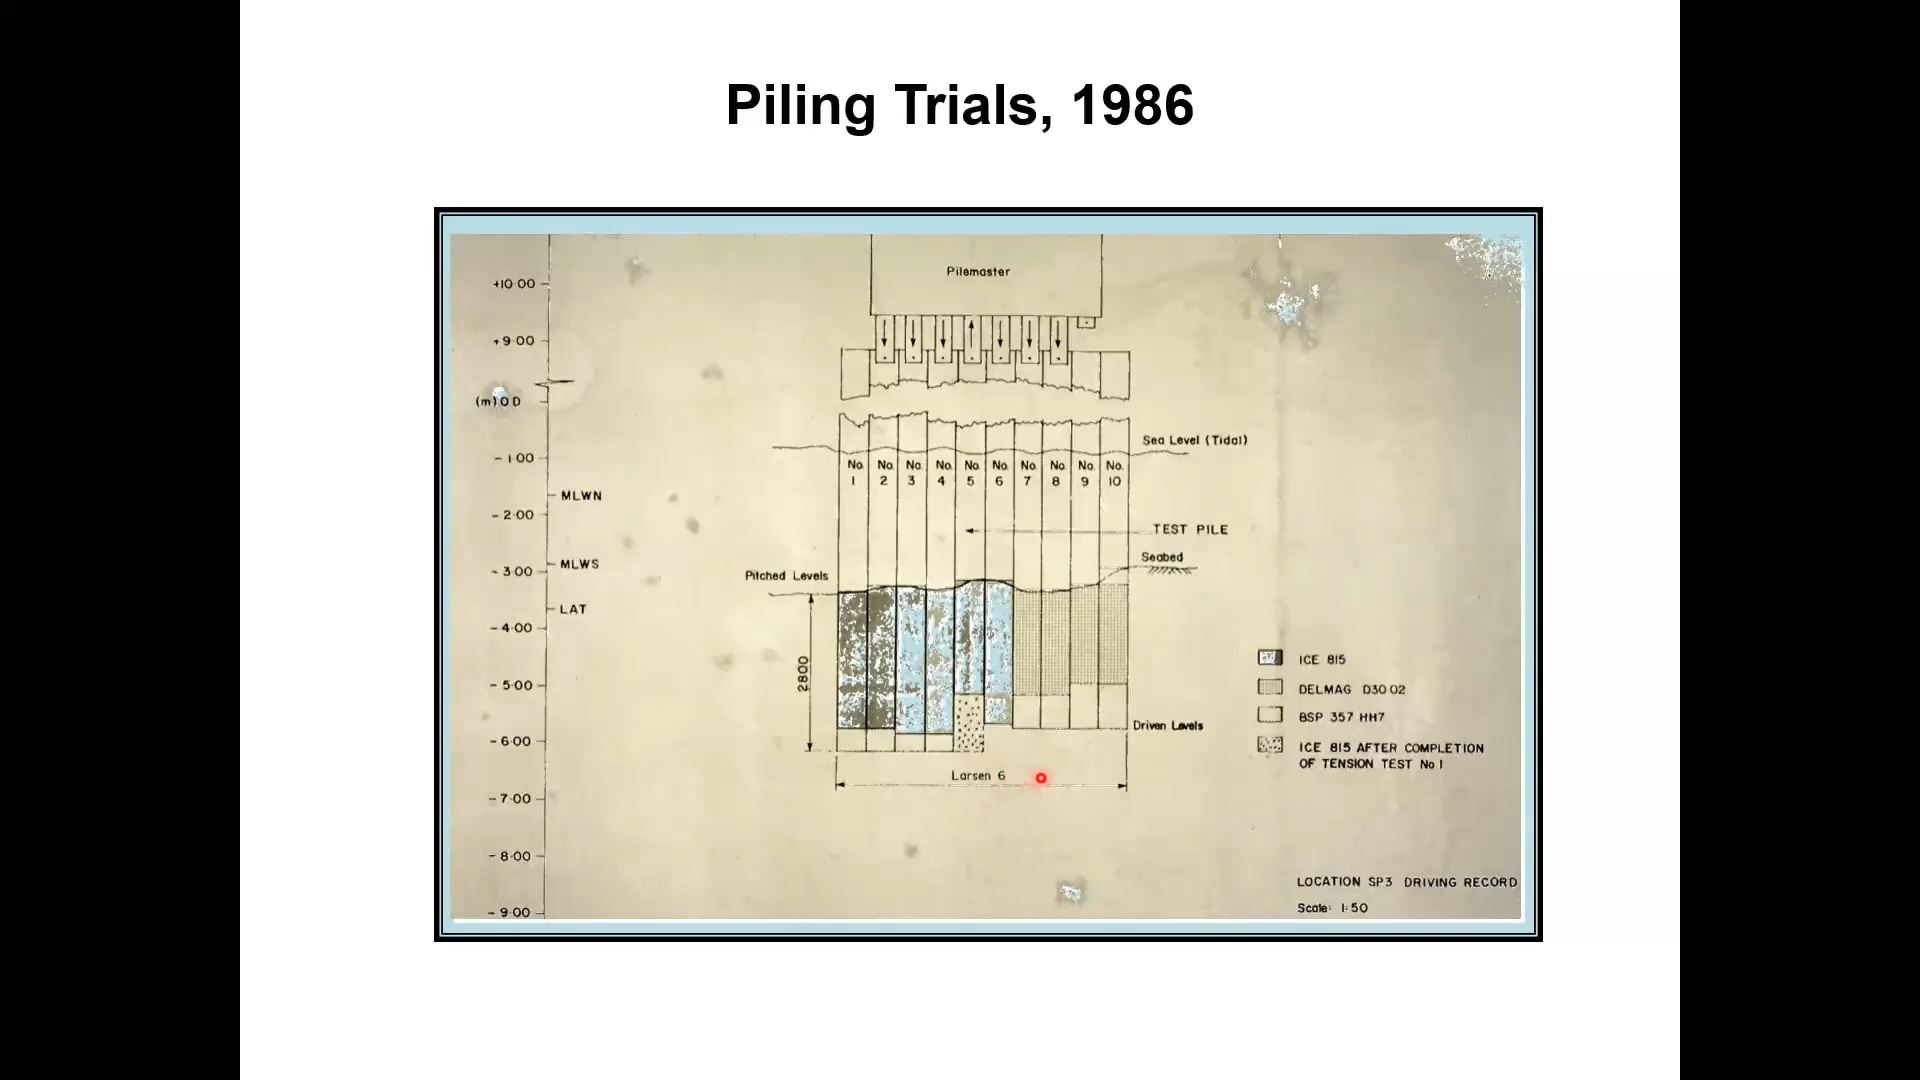 Piling Trials, 1986
Pilemaster
+10·00
+9·00
(m) O D
-1·00
MLWN
-2·00
MLWS
-3·00
LAT
-4·00
-5·00
-6·00
-7·00
-8·00
-9·00
Sea Level (Tidal)
No. 1
No. 2
No. 3
No. 4
No. 5
No. 6
No. 7
No. 8
No. 9
No. 10
TEST PILE
Seabed
Pitched Levels
2800
Driven Levels
Larsen 6
ICE 815
DELMAG D30 02
BSP 357 HH7
ICE 815 AFTER COMPLETION
OF TENSION TEST No 1
LOCATION SP3 DRIVING RECORD
Scale: 1:50